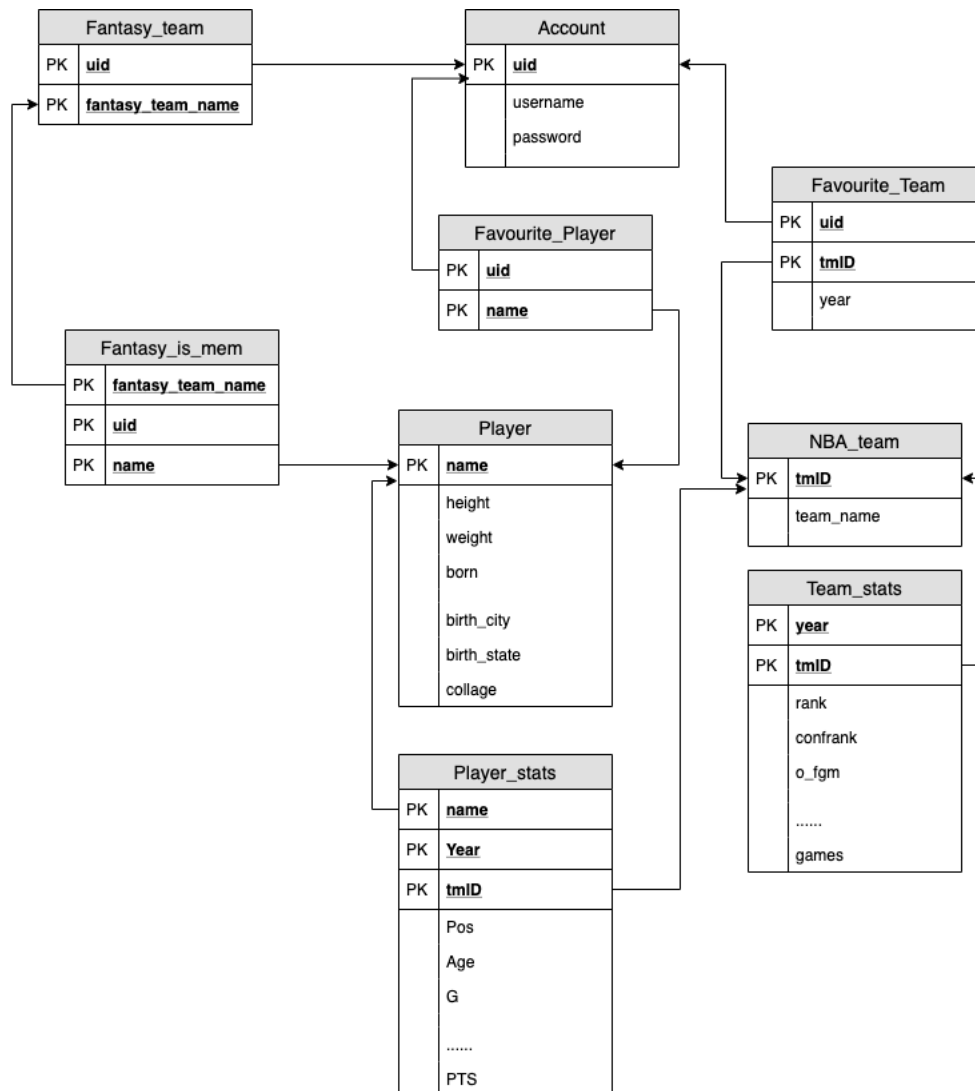 Fantasy_team
PK uid
PK fantasy_team_name
Account
PK uid
username
password
Favourite_Team
PK uid
PK tmID
year
Favourite_Player
PK uid
PK name
Fantasy_is_mem
PK fantasy_team_name
PK uid
PK name
Player
PK name
height
weight
born
birth_city
birth_state
collage
NBA_team
PK tmID
team_name
Team_stats
PK year
PK tmID
rank
confrank
o_fgm
......
games
Player_stats
PK name
PK Year
PK tmID
Pos
Age
G
......
PTS